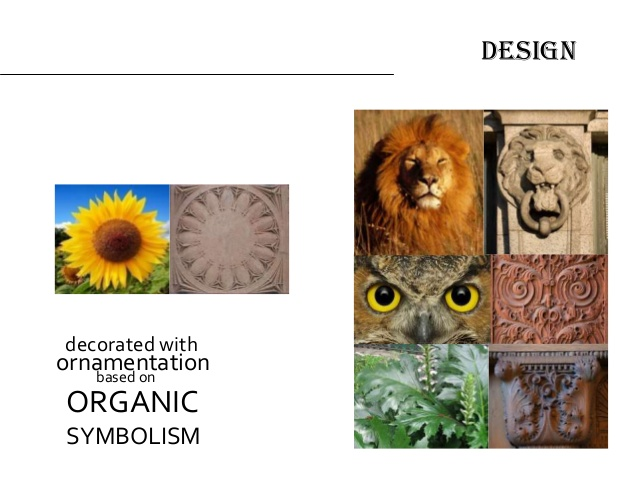 DESIGN
decorated with
ornamentation
based on
ORGANIC
SYMBOLISM